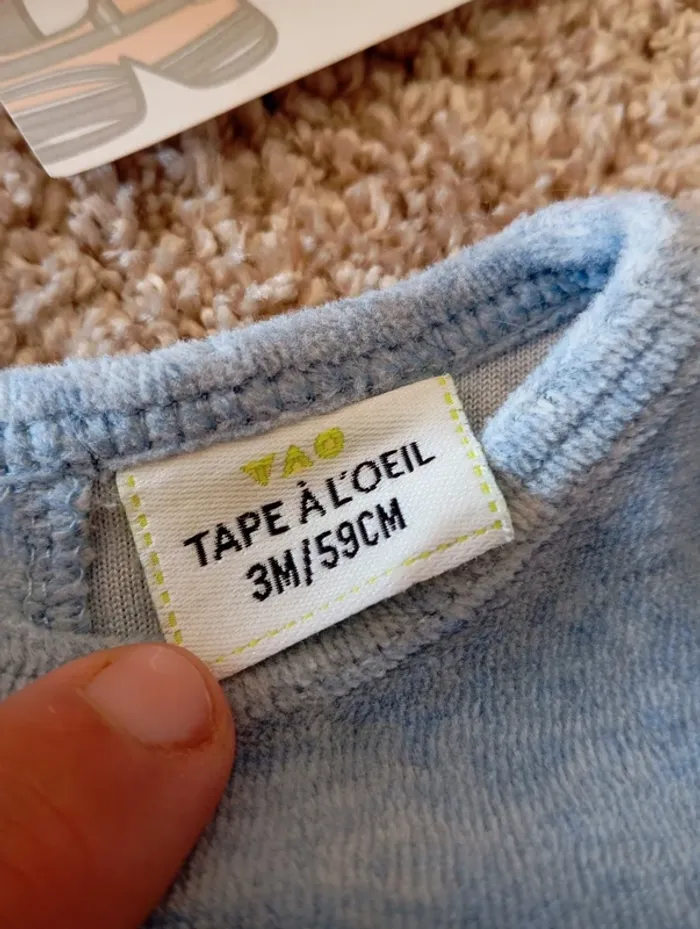 TAO
TAPE À L'OEIL
3M/59CM